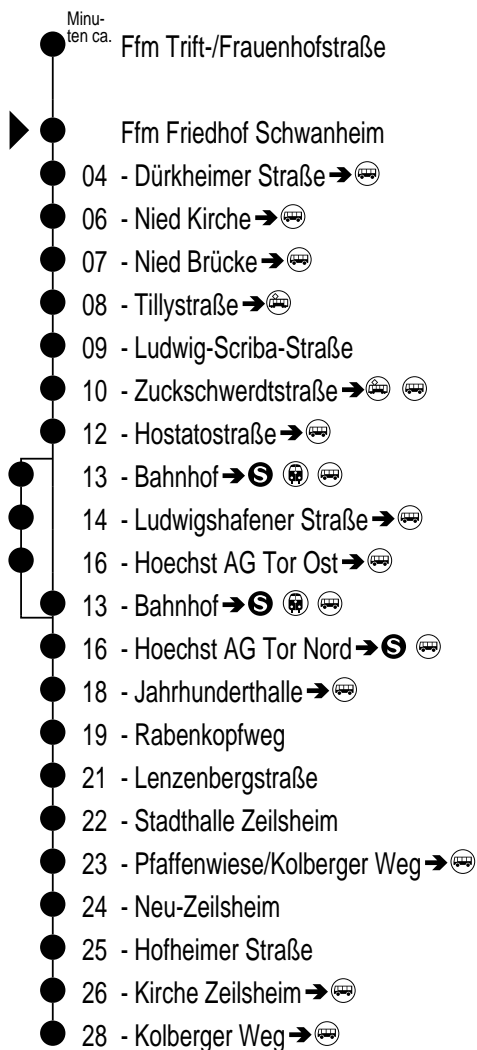 Minu-
ten ca.
Ffm Trift-/Frauenhofstraße
Ffm Friedhof Schwanheim
04 - Dürkheimer Straße ➔
06 - Nied Kirche ➔
07 - Nied Brücke ➔
08 - Tillystraße ➔
09 - Ludwig-Scriba-Straße
10 - Zuckschwerdtstraße ➔
12 - Hostatostraße ➔
13 - Bahnhof ➔ S
14 - Ludwigshafener Straße ➔
16 - Hoechst AG Tor Ost ➔
13 - Bahnhof ➔ S
16 - Hoechst AG Tor Nord ➔ S
18 - Jahrhunderthalle ➔
19 - Rabenkopfweg
21 - Lenzenbergstraße
22 - Stadthalle Zeilsheim
23 - Pfaffenwiese/Kolberger Weg ➔
24 - Neu-Zeilsheim
25 - Hofheimer Straße
26 - Kirche Zeilsheim ➔
28 - Kolberger Weg ➔